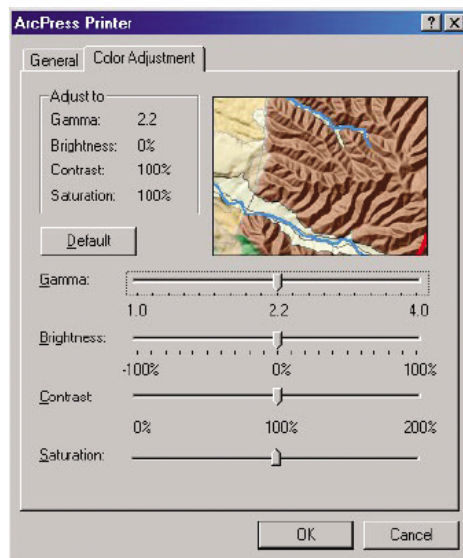 ArcPress Printer
General
Color Adjustment
Adjust to
Gamma: 2.2
Brightness: 0%
Contrast: 100%
Saturation: 100%
Default
Gamma:
1.0 2.2 4.0
Brightness:
-100% 0% 100%
Contrast
0% 100% 200%
Saturation:
OK
Cancel